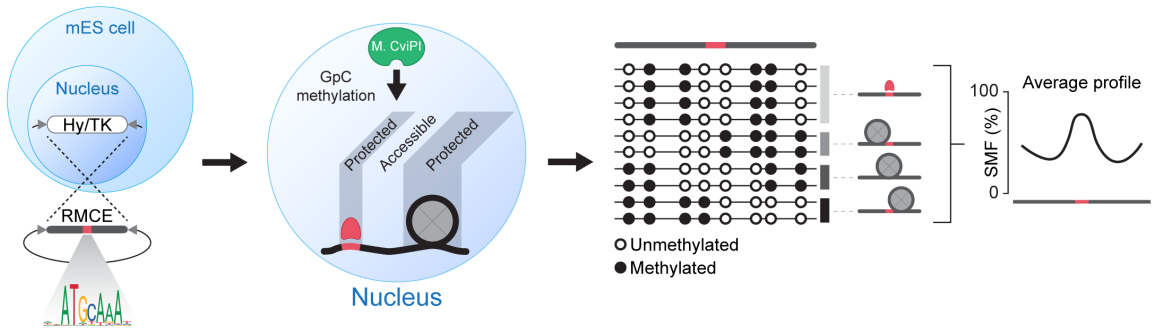 mES cell
Nucleus
Hy/TK
RMCE
ATGCAAA
M. CviPI
GpC
methylation
Protected
Accessible
Protected
Nucleus
Unmethylated
Methylated
Average profile
100
SMF (%)
0